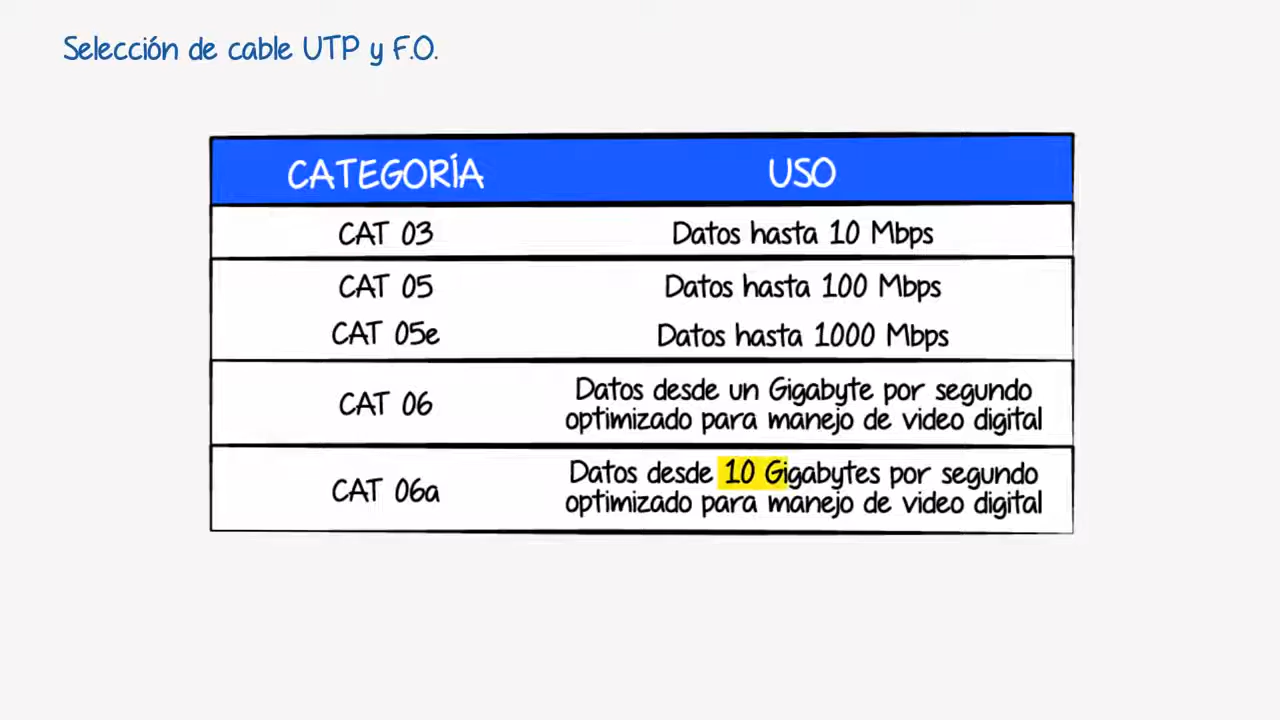 Selección de cable UTP y F.O.
CATEGORÍA USO
CAT 03 Datos hasta 10 Mbps
CAT 05 Datos hasta 100 Mbps
CAT 05e Datos hasta 1000 Mbps
CAT 06 Datos desde un Gigabyte por segundo
optimizado para manejo de video digital
CAT 06a Datos desde 10 Gigabytes por segundo
optimizado para manejo de video digital